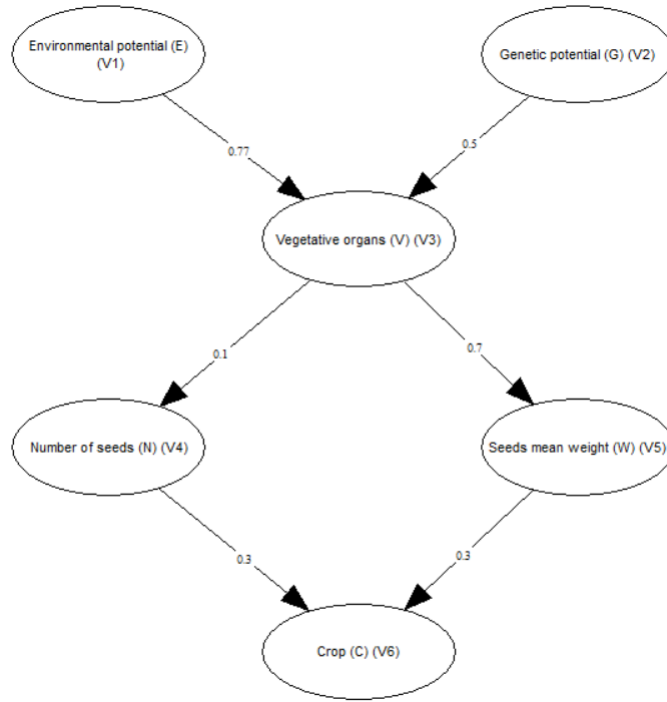 Environmental potential (E)
(V1)
Genetic potential (G) (V2)
0.77
0.5
Vegetative organs (V) (V3)
0.1
0.7
Number of seeds (N) (V4)
Seeds mean weight (W) (V5)
0.3
0.3
Crop (C) (V6)